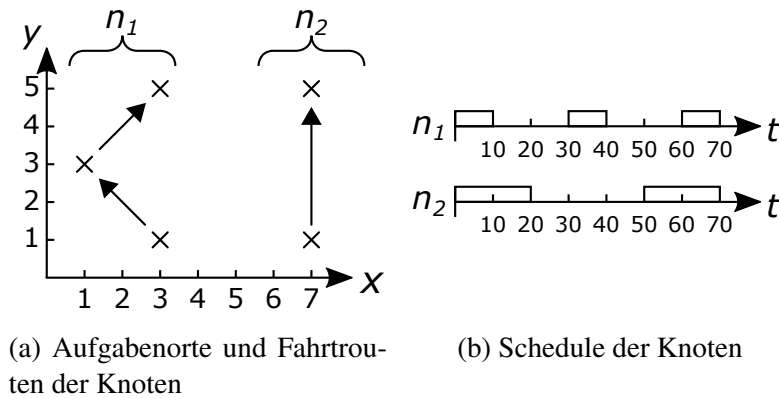 n₁ n₂
y
5
4
3
2
1
1 2 3 4 5 6 7 x
n₁ t
10 20 30 40 50 60 70
n₂ t
10 20 30 40 50 60 70
(a) Aufgabenorte und Fahrtrou-
ten der Knoten
(b) Schedule der Knoten